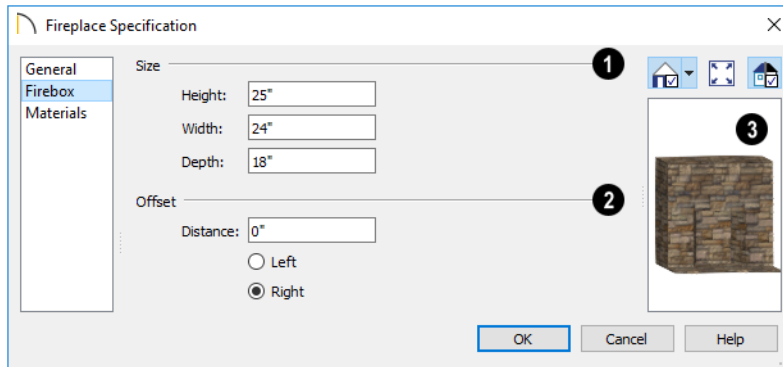 Fireplace Specification
General
Firebox
Materials
Size
1
Height: 25"
Width: 24"
Depth: 18"
Offset
2
Distance: 0"
Left
Right
3
OK Cancel Help